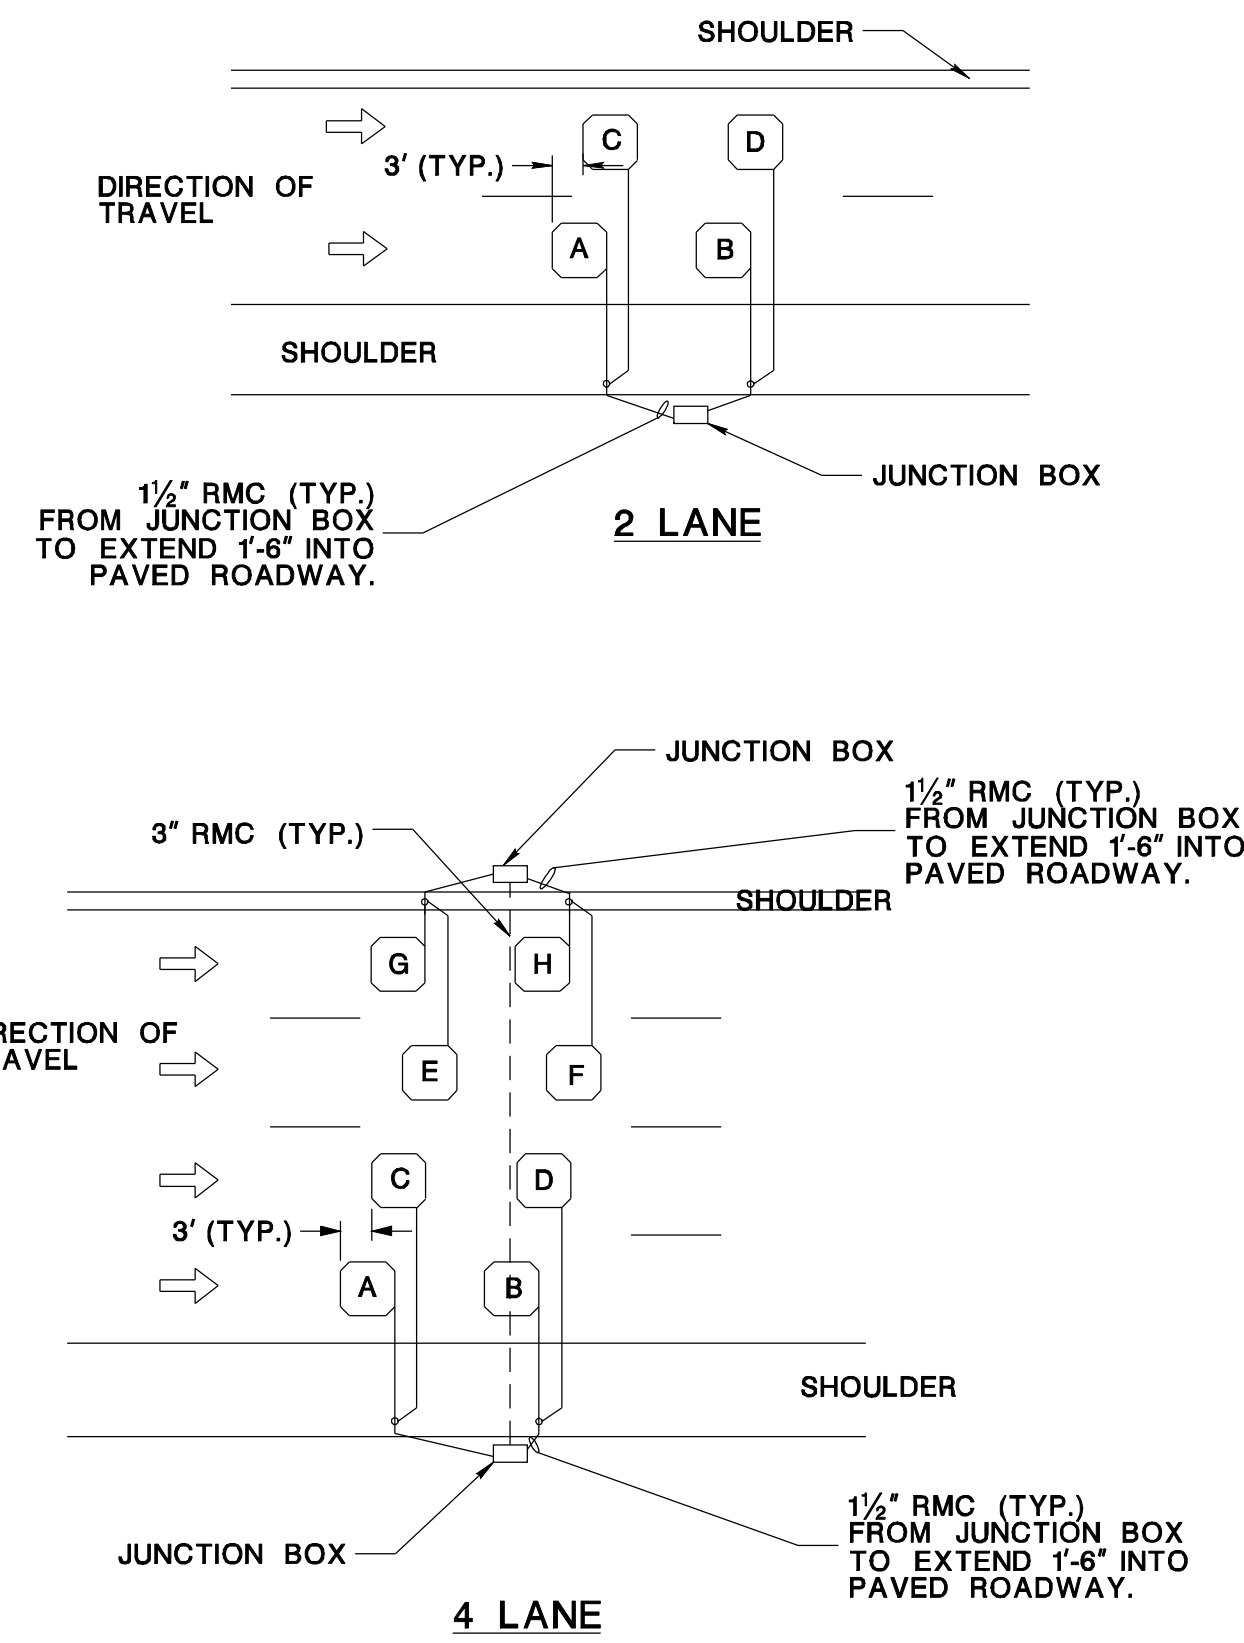 SHOULDER
C
D
3' (TYP.)
DIRECTION OF
TRAVEL
A
B
SHOULDER
JUNCTION BOX
1½" RMC (TYP.)
FROM JUNCTION BOX
TO EXTEND 1'-6" INTO
PAVED ROADWAY.
2 LANE
JUNCTION BOX
1½" RMC (TYP.)
FROM JUNCTION BOX
TO EXTEND 1'-6" INTO
PAVED ROADWAY.
3" RMC (TYP.)
SHOULDER
G
H
RECTION OF
AVEL
E
F
C
D
3' (TYP.)
A
B
SHOULDER
1½" RMC (TYP.)
FROM JUNCTION BOX
TO EXTEND 1'-6" INTO
PAVED ROADWAY.
JUNCTION BOX
4 LANE